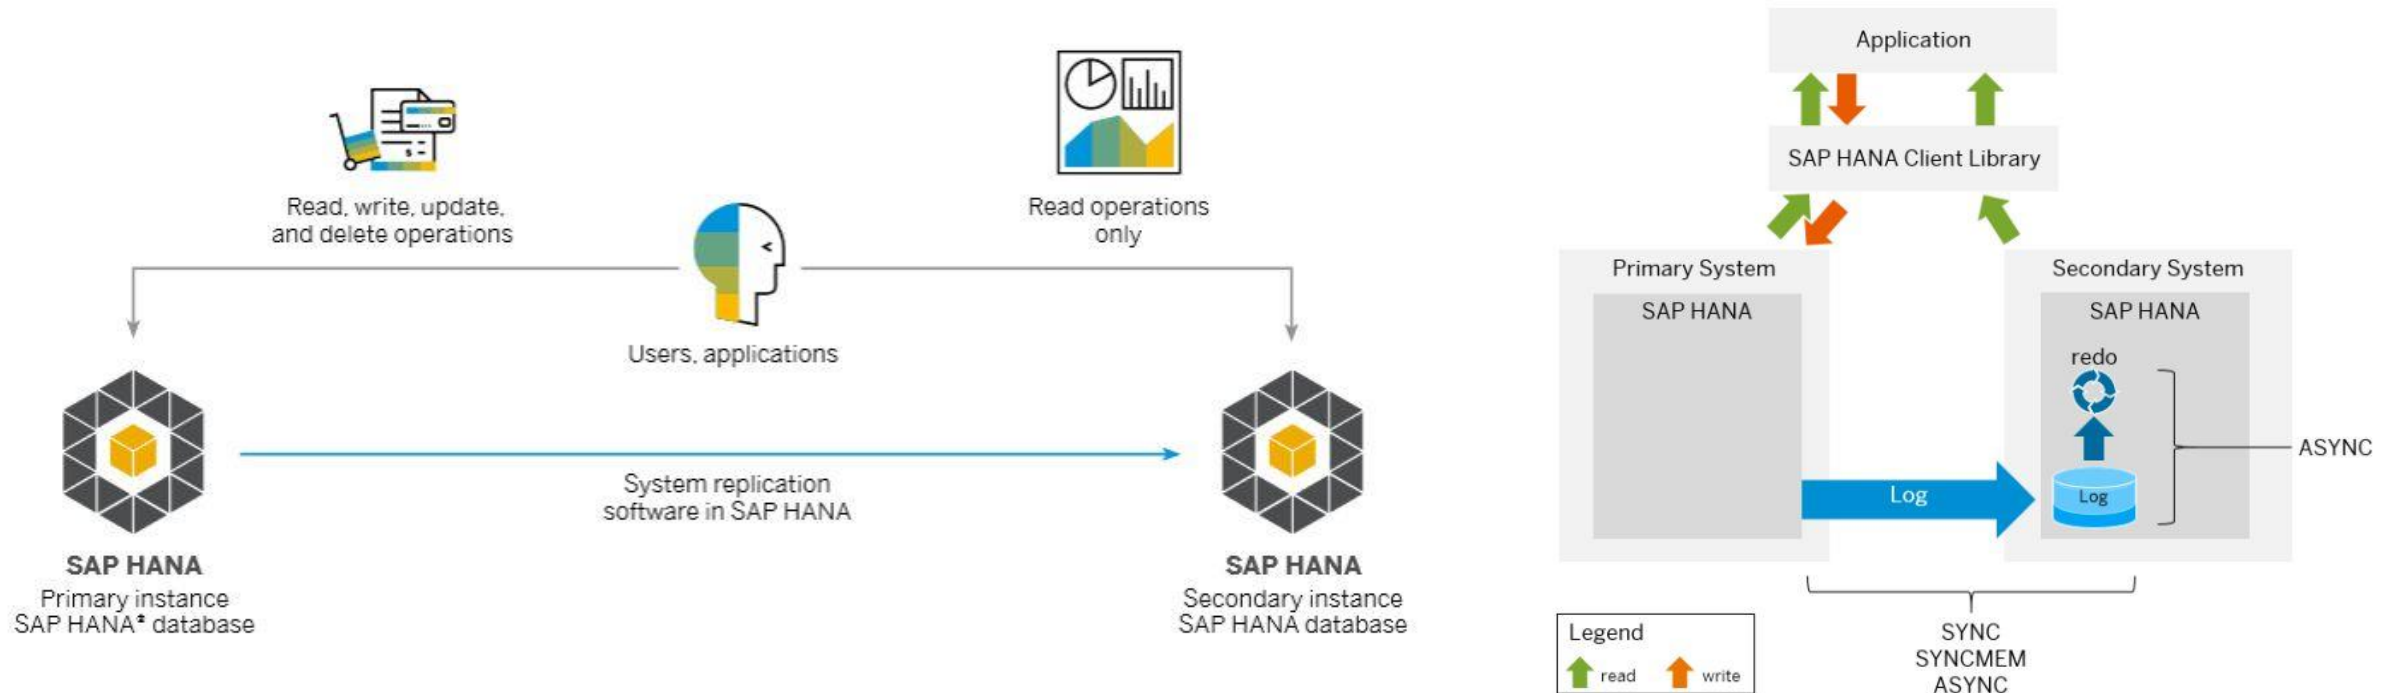 Read, write, update,
and delete operations
Read operations
only
Users, applications
System replication
software in SAP HANA
SAP HANA
Primary instance
SAP HANA® database
SAP HANA
Secondary instance
SAP HANA database
Application
SAP HANA Client Library
Primary System
SAP HANA
Secondary System
SAP HANA
redo
Log
Log
ASYNC
SYNC
SYNCMEM
ASYNC
Legend
read
write